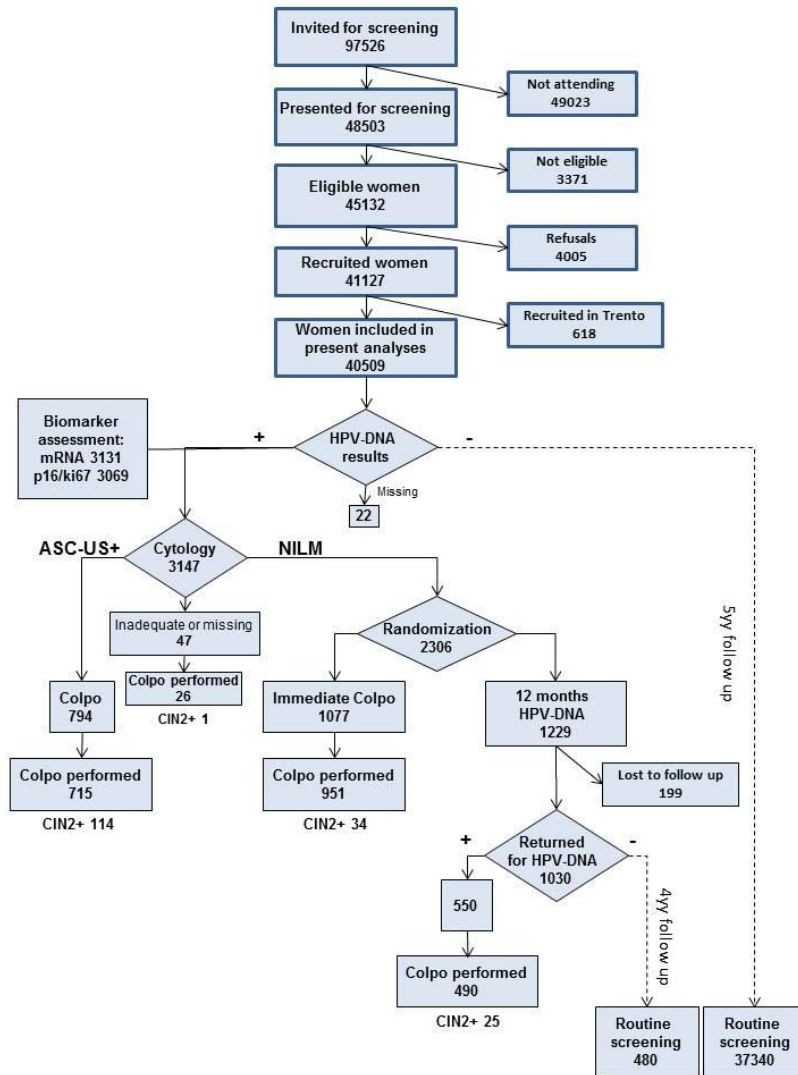 Invited for screening
97526
Not attending
49023
Presented for screening
48503
Not eligible
3371
Eligible women
45132
Refusals
4005
Recruited women
41127
Recruited in Trento
618
Women included in
present analyses
40509
Biomarker
assessment:
mRNA 3131
p16/ki67 3069
+
HPV-DNA
results
-
Missing
22
ASC-US+
Cytology
3147
NILM
Inadequate or missing
47
Colpo performed
26
CIN2+ 1
Randomization
2306
5yy follow up
Colpo
794
Immediate Colpo
1077
12 months
HPV-DNA
1229
Colpo performed
715
CIN2+ 114
Colpo performed
951
CIN2+ 34
Lost to follow up
199
+
Returned
for HPV-DNA
1030
-
550
4yy follow up
Colpo performed
490
CIN2+ 25
Routine
screening
480
Routine
screening
37340